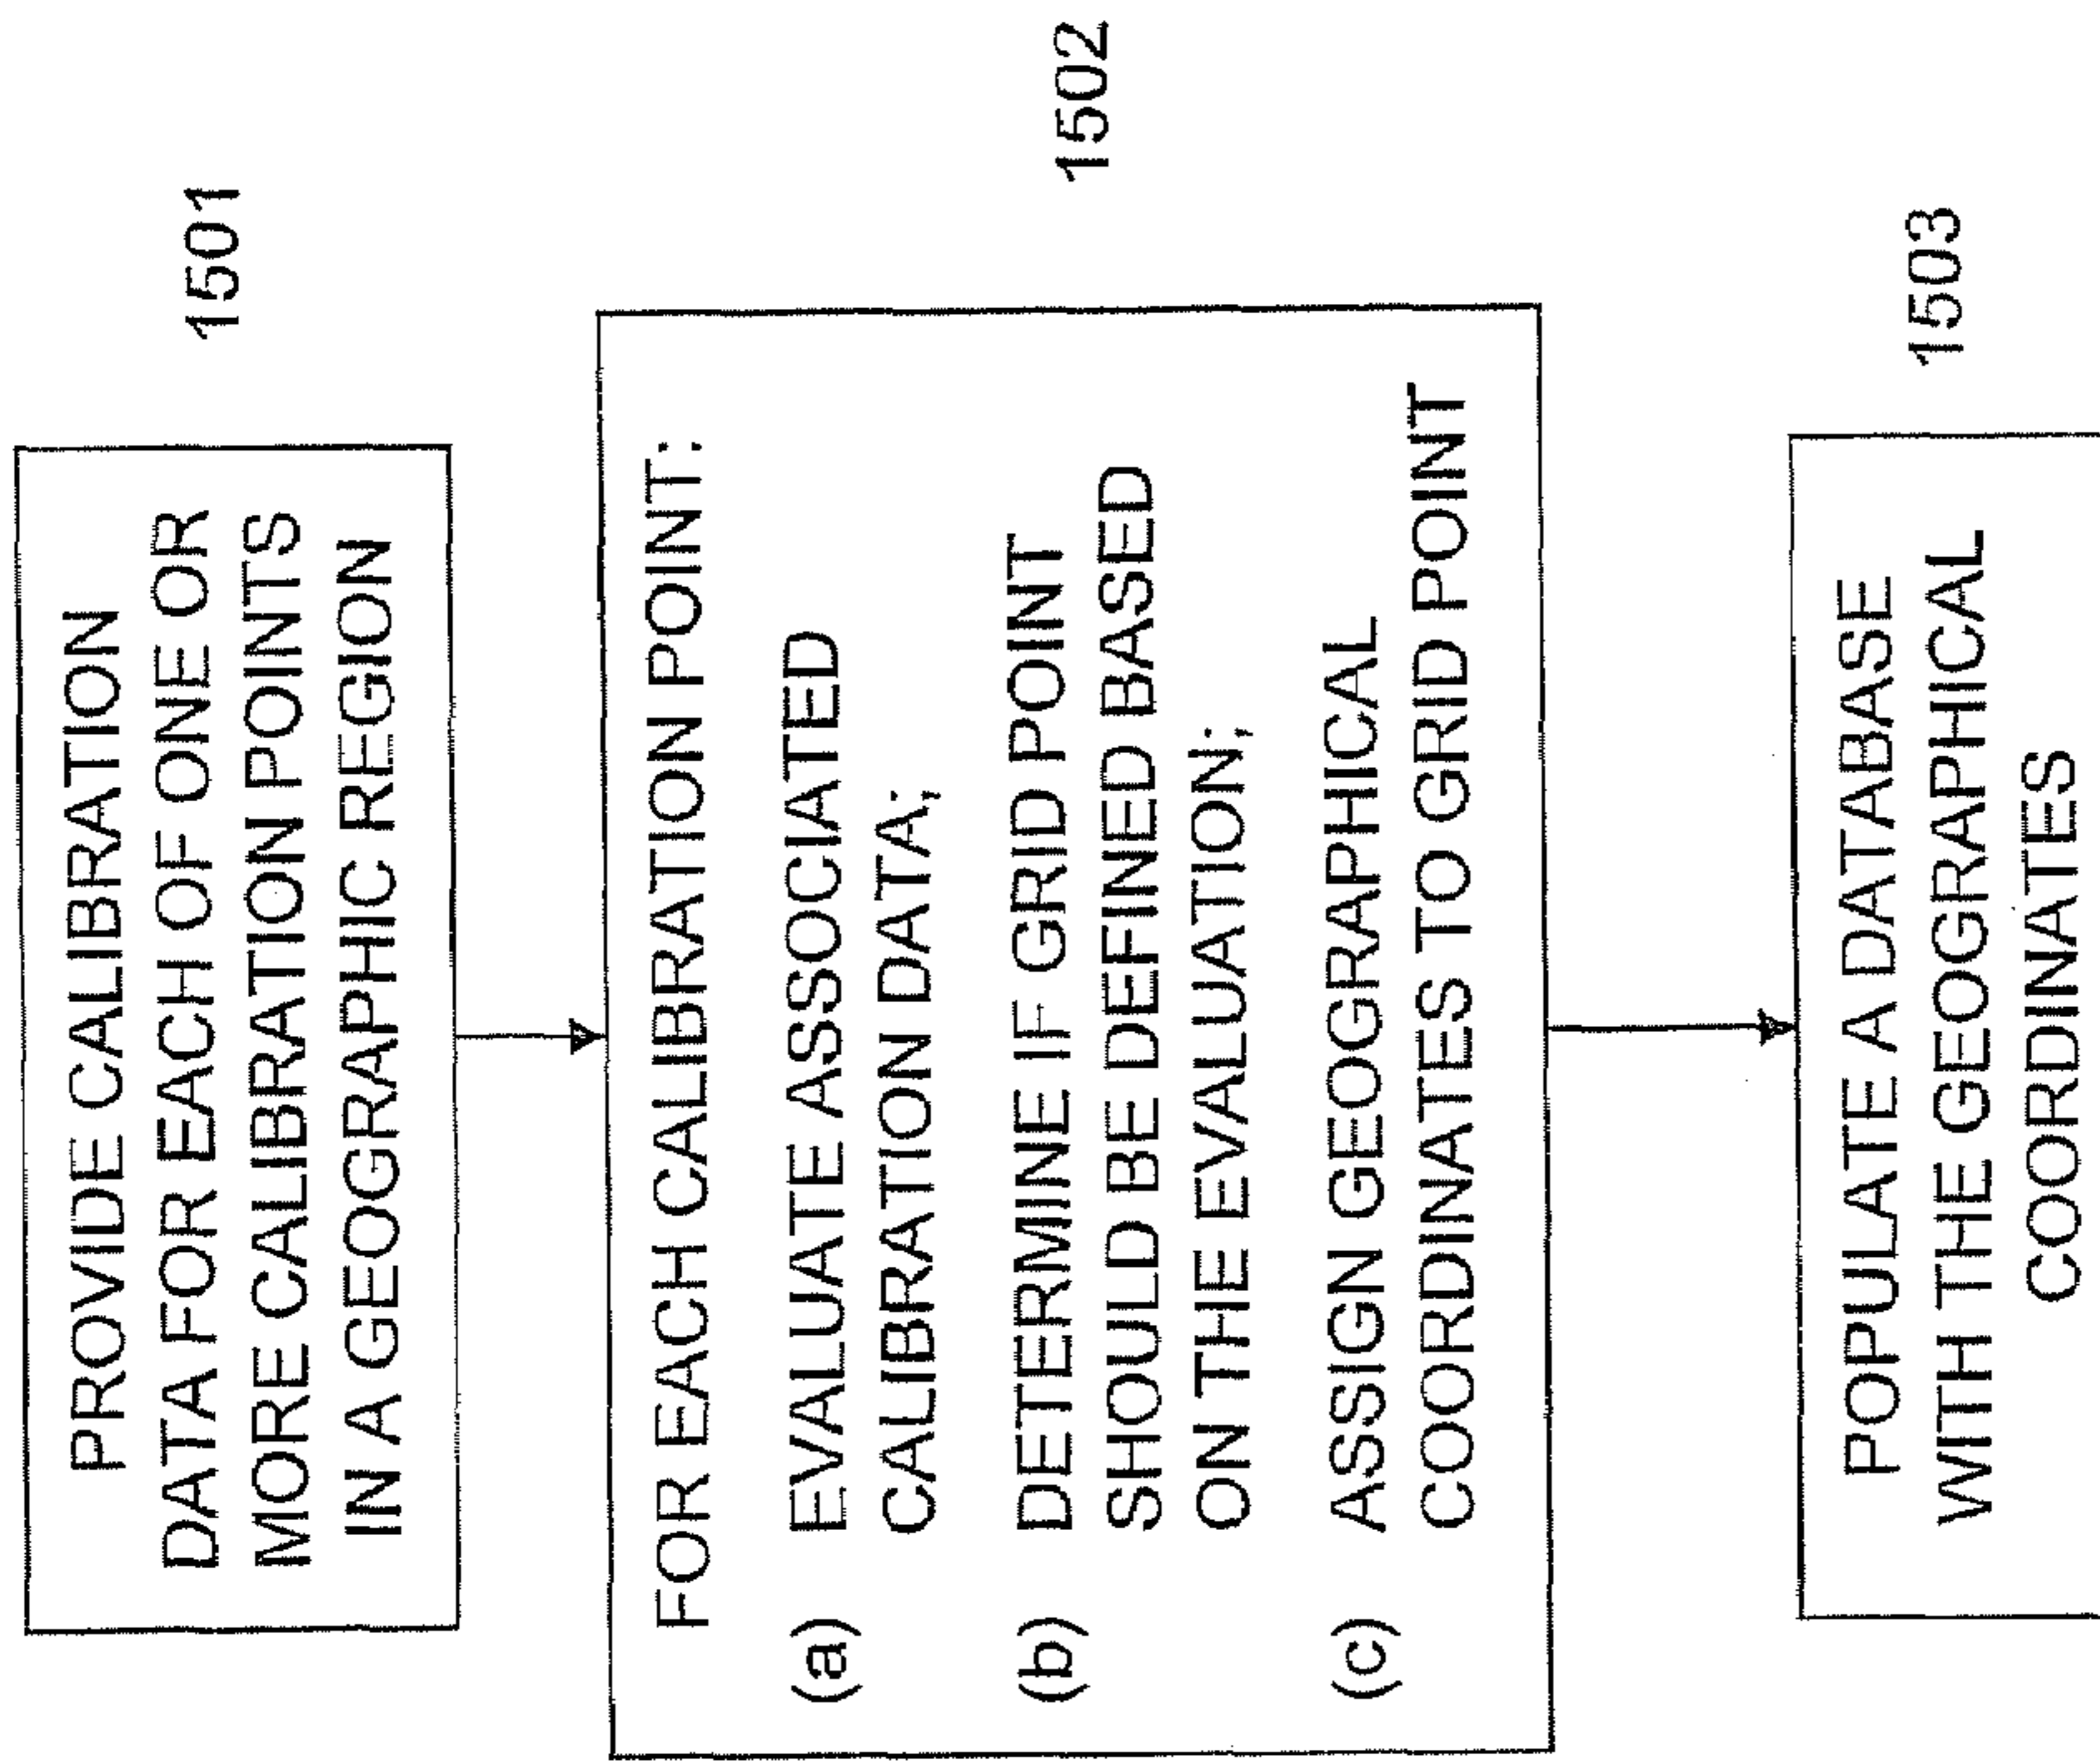 PROVIDE CALIBRATION
DATA FOR EACH OF ONE OR
MORE CALIBRATION POINTS
IN A GEOGRAPHIC REGION
1501
FOR EACH CALIBRATION POINT:
(a) EVALUATE ASSOCIATED
CALIBRATION DATA;
(b) DETERMINE IF GRID POINT
SHOULD BE DEFINED BASED
ON THE EVALUATION;
(c) ASSIGN GEOGRAPHICAL
COORDINATES TO GRID POINT
1502
POPULATE A DATABASE
WITH THE GEOGRAPHICAL
COORDINATES
1503